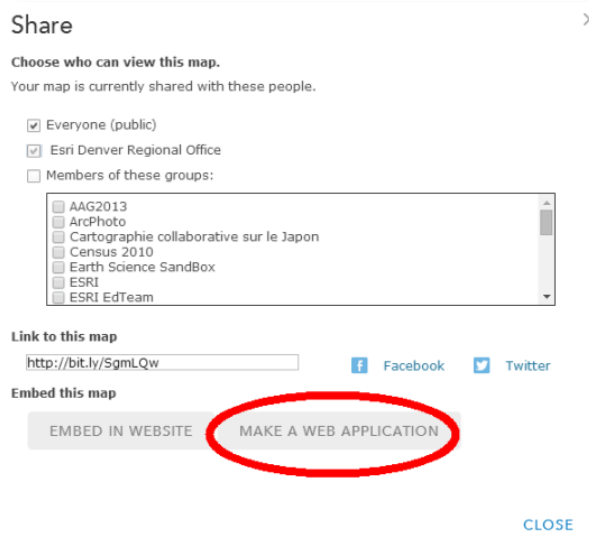 Share
Choose who can view this map.
Your map is currently shared with these people.
Everyone (public)
Esri Denver Regional Office
Members of these groups:
AAG2013
ArcPhoto
Cartographie collaborative sur le Japon
Census 2010
Earth Science SandBox
ESRI
ESRI EdTeam
Link to this map
http://bit.ly/SgmLQw Facebook Twitter
Embed this map
EMBED IN WEBSITE MAKE A WEB APPLICATION
CLOSE